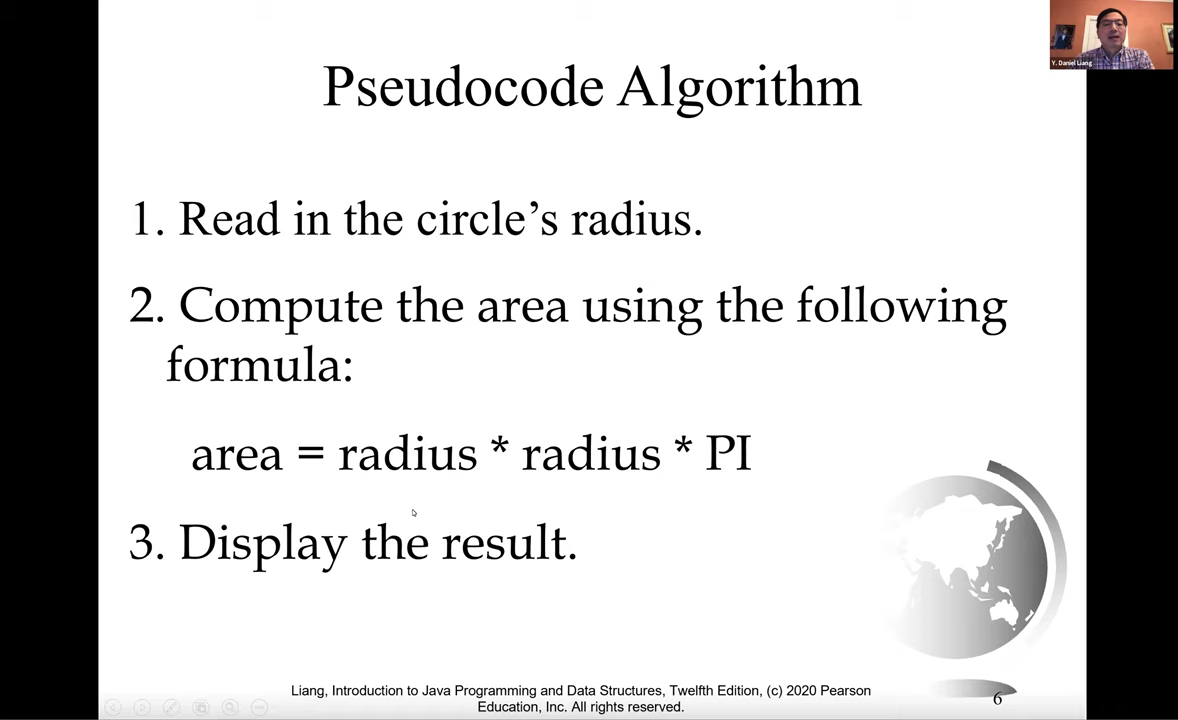 Y. Daniel Liang
Pseudocode Algorithm
1. Read in the circle’s radius.
2. Compute the area using the following
formula:
area = radius * radius * PI
3. Display the result.
Liang, Introduction to Java Programming and Data Structures, Twelfth Edition, (c) 2020 Pearson
Education, Inc. All rights reserved.
6